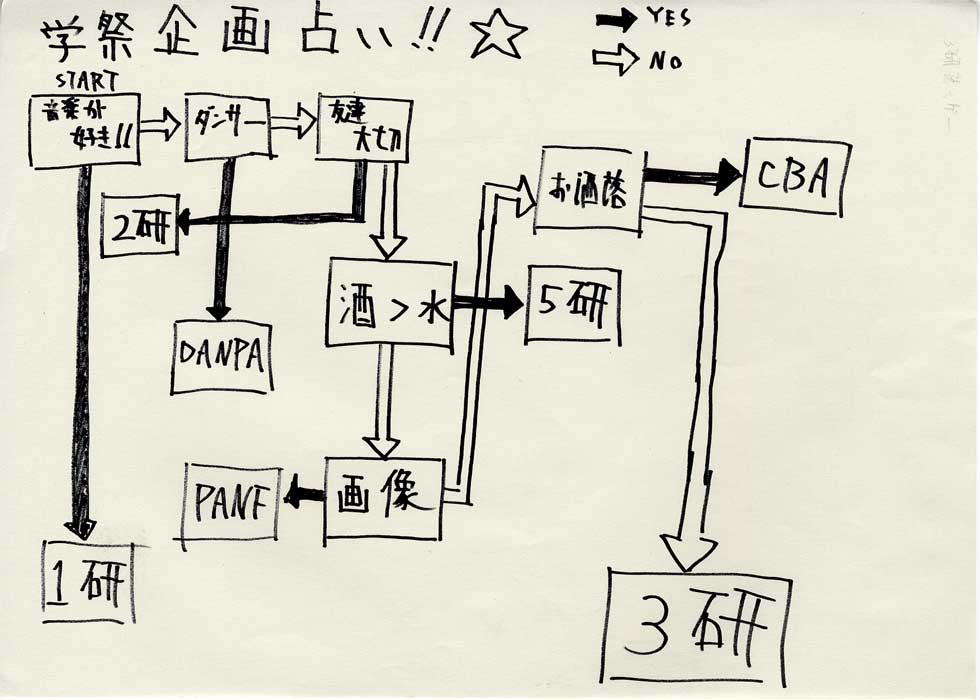 学祭企画占い!!☆
YES
NO
START
音楽が
好き!!
ダンサー
友達
大切
2研
お洒落
CBA
酒>水
5研
DANPA
画像
PANF
1研
3研